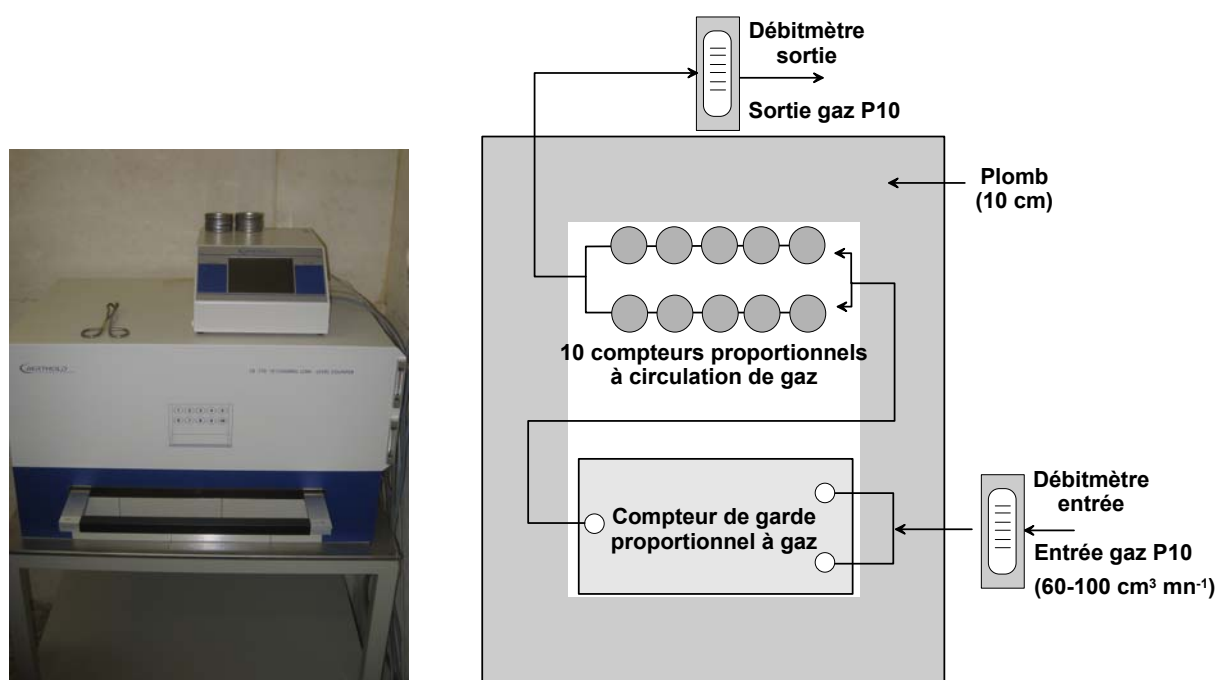 Débitmètre
sortie
Sortie gaz P10
Plomb
(10 cm)
10 compteurs proportionnels
à circulation de gaz
Compteur de garde
proportionnel à gaz
Débitmètre
entrée
Entrée gaz P10
(60-100 cm³ mn⁻¹)
BERTHOLD